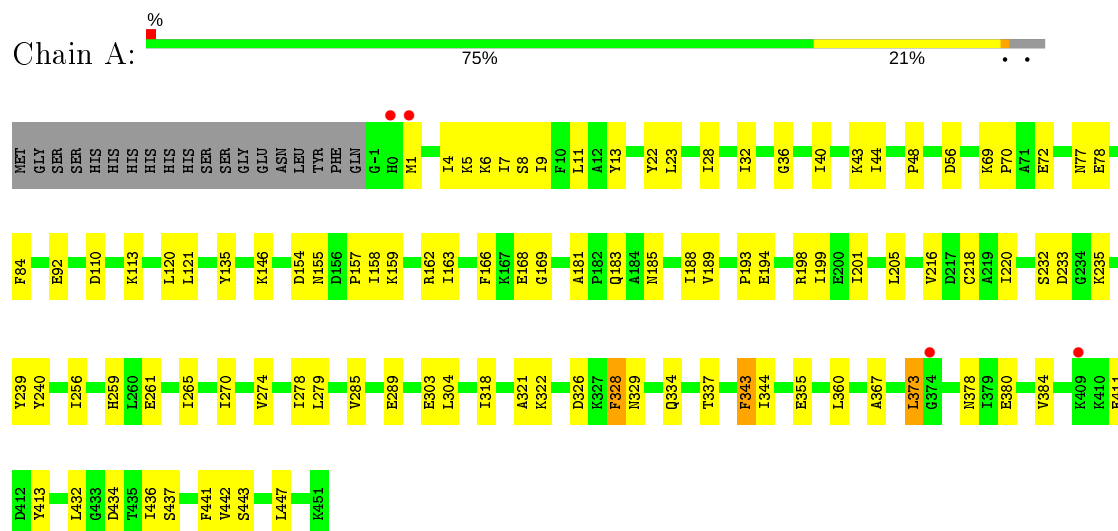 %
Chain A:
75% 21% • •
MET GLY SER SER HIS HIS HIS HIS HIS HIS SER SER GLY GLU ASN LEU TYR PHE GLN G-1 H0 M1 I4 K5 K6 I7 S8 I9 F10 L11 A12 Y13 Y22 L23 I28 I32 G36 I40 K43 I44 P48 D56 K69 P70 A71 E72 N77 E78
F84 E92 D110 K113 L120 L121 Y135 K146 D154 N155 D156 P157 I158 K159 R162 I163 F166 K167 E168 G169 A181 P182 Q183 A184 N185 I188 V189 P193 E194 R198 I199 E200 I201 L205 V216 D217 C218 A219 I220 S232 D233 G234 K235
Y239 Y240 I256 H259 L260 E261 I265 I270 V274 I278 L279 V285 E289 E303 L304 I318 A321 K322 D326 K327 F328 N329 Q334 T337 F343 I344 E355 L360 A367 L373 G374 N378 I379 E380 V384 K409 K410
D412 Y413 L432 G433 D434 T435 I436 S437 F441 V442 S443 L447 K451